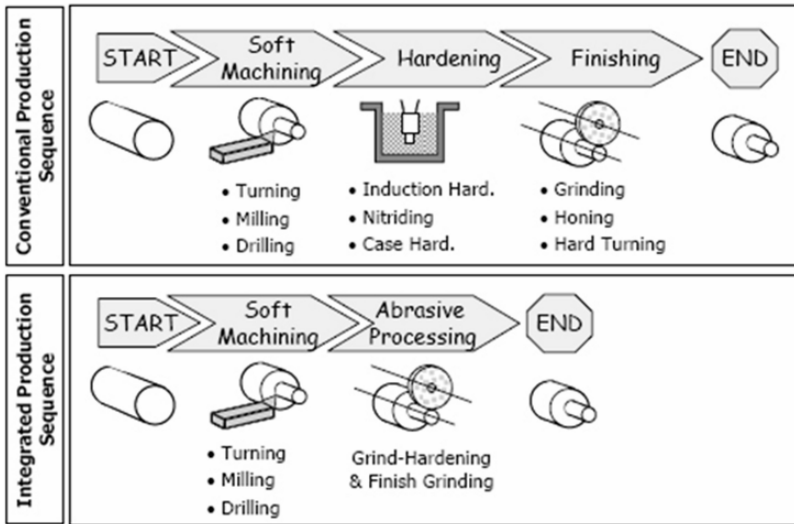 Conventional Production
Sequence
START
Soft
Machining
Hardening
Finishing
END
• Turning
• Milling
• Drilling
• Induction Hard.
• Nitriding
• Case Hard.
• Grinding
• Honing
• Hard Turning
Integrated Production
Sequence
START
Soft
Machining
Abrasive
Processing
END
• Turning
• Milling
• Drilling
Grind-Hardening
& Finish Grinding